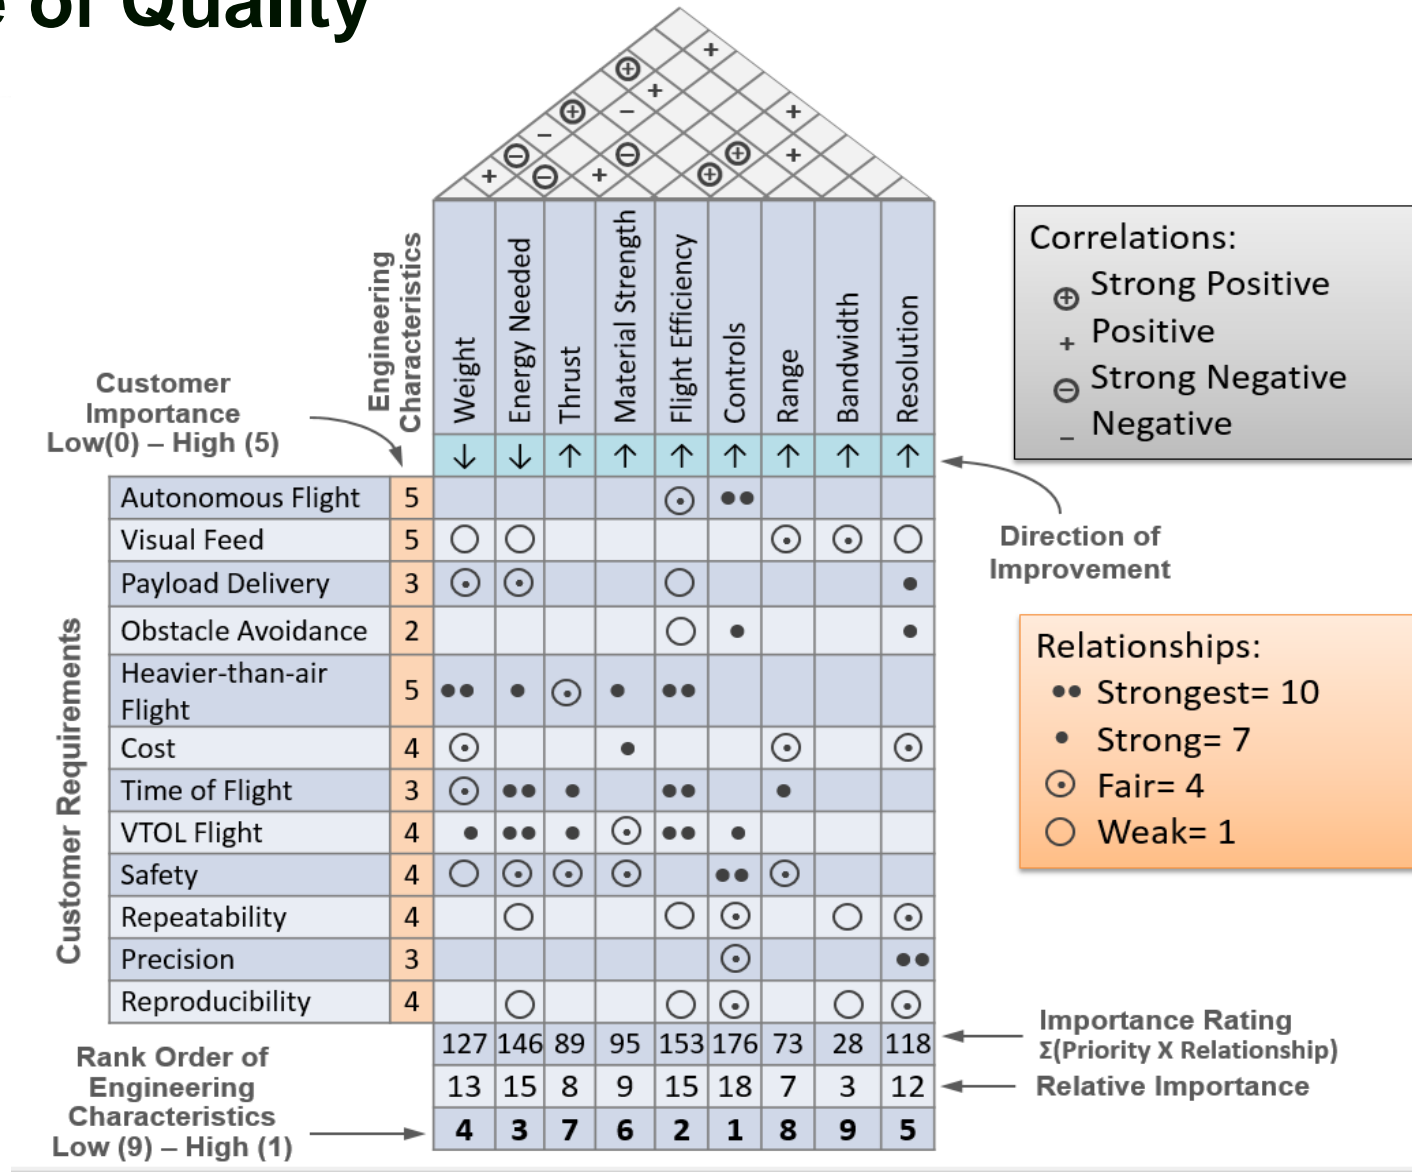 e of Quality
Engineering
Characteristics
Weight
Energy Needed
Thrust
Material Strength
Flight Efficiency
Controls
Range
Bandwidth
Resolution
Correlations:
⊕ Strong Positive
+ Positive
⊖ Strong Negative
− Negative
Customer
Importance
Low(0) – High (5)
↓ ↓ ↑ ↑ ↑ ↑ ↑ ↑ ↑
Direction of
Improvement
Customer Requirements
Autonomous Flight 5
Visual Feed 5
Payload Delivery 3
Obstacle Avoidance 2
Heavier-than-air
Flight 5
Cost 4
Time of Flight 3
VTOL Flight 4
Safety 4
Repeatability 4
Precision 3
Reproducibility 4
Relationships:
●● Strongest= 10
● Strong= 7
⊙ Fair= 4
○ Weak= 1
127 146 89 95 153 176 73 28 118
13 15 8 9 15 18 7 3 12
4 3 7 6 2 1 8 9 5
Importance Rating
Σ(Priority X Relationship)
Relative Importance
Rank Order of
Engineering
Characteristics
Low (9) – High (1)